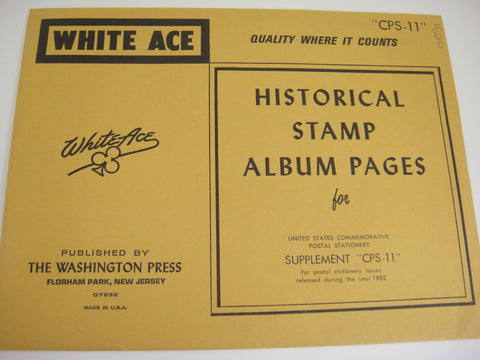 WHITE ACE
QUALITY WHERE IT COUNTS
"CPS-11"
White Ace
PUBLISHED BY
THE WASHINGTON PRESS
FLORHAM PARK, NEW JERSEY
07932
MADE IN U.S.A.
HISTORICAL
STAMP
ALBUM PAGES
for
UNITED STATES COMMEMORATIVE
POSTAL STATIONERY
SUPPLEMENT "CPS-11"
For postal stationery issues
released during the year 1982.